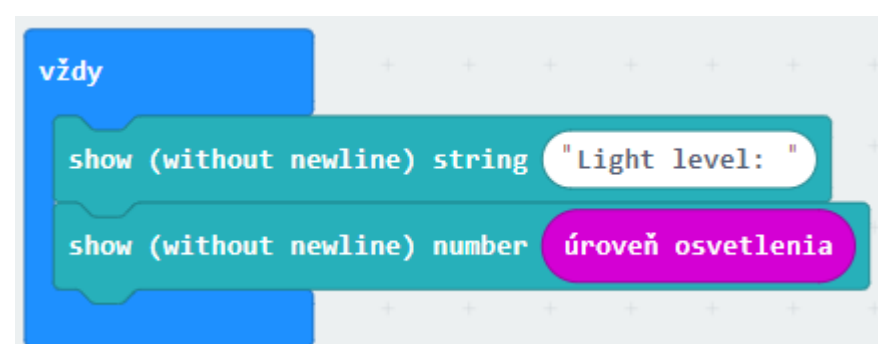 vždy
show (without newline) string "Light level: "
show (without newline) number úroveň osvetlenia